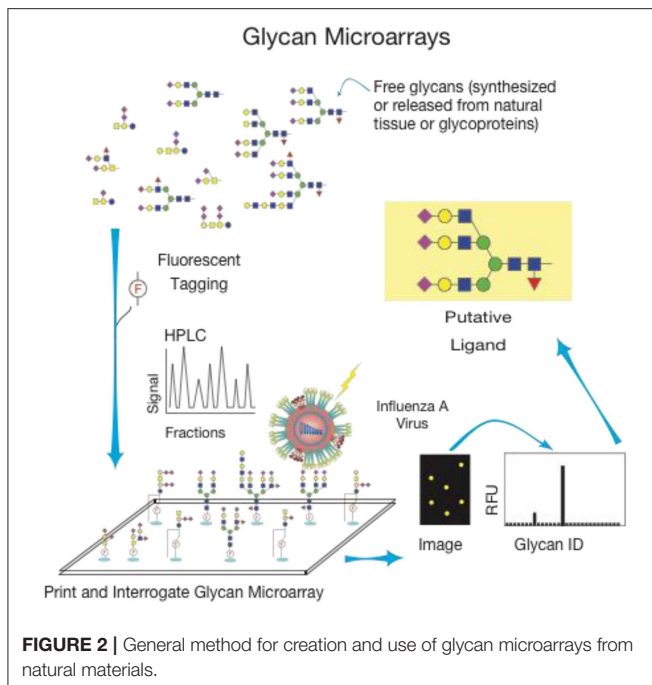 Glycan Microarrays
Free glycans (synthesized
or released from natural
tissue or glycoproteins)
Fluorescent
Tagging
F
HPLC
Signal
Fractions
Influenza A
Virus
Putative
Ligand
RFU
Image
Glycan ID
Print and Interrogate Glycan Microarray
FIGURE 2 | General method for creation and use of glycan microarrays from
natural materials.